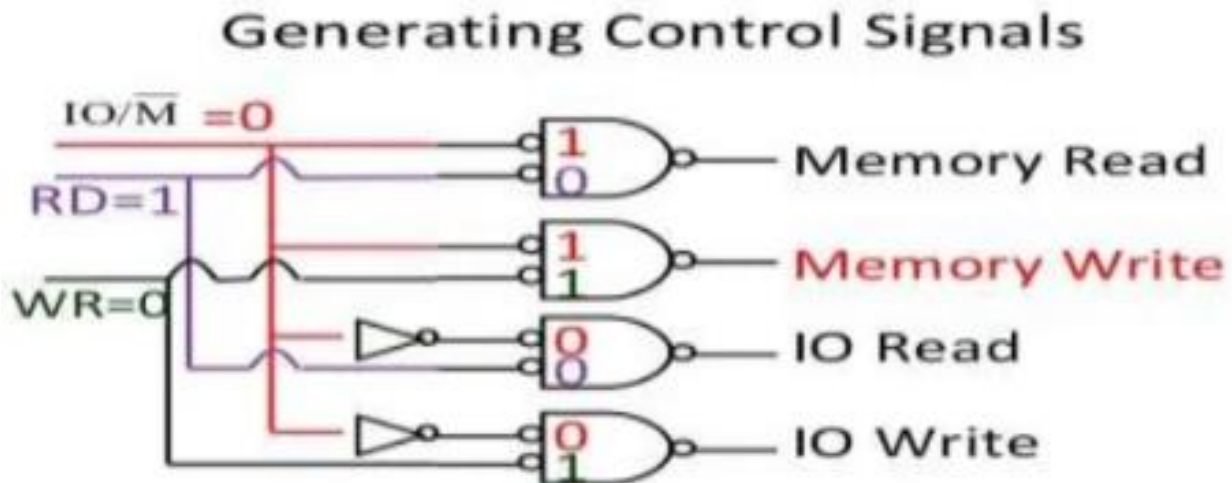 Generating Control Signals
IO/M̅ =0
1
0
Memory Read
RD=1
1
1
Memory Write
WR=0
0
0
IO Read
0
1
IO Write